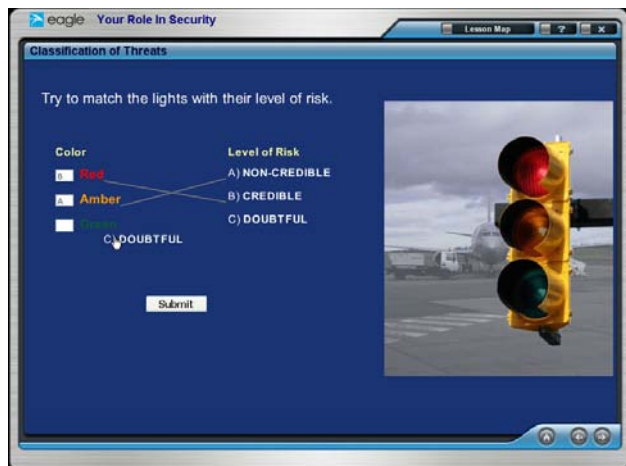 eagle Your Role In Security
Lesson Map ? X
Classification of Threats
Try to match the lights with their level of risk.
Color Level of Risk
B Red A) NON-CREDIBLE
A Amber B) CREDIBLE
Green C) DOUBTFUL
C) DOUBTFUL
Submit